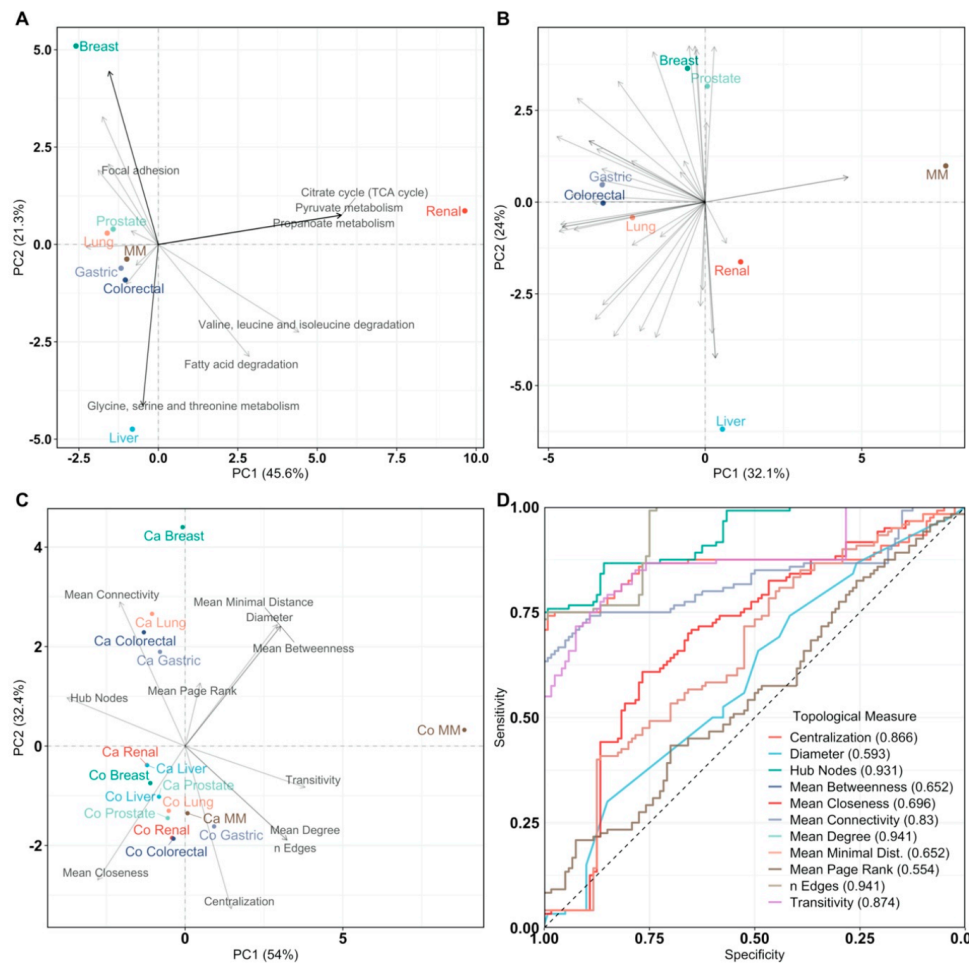 A
5.0
2.5
0.0
-2.5
-5.0
PC2 (21.3%)
Breast
Focal adhesion
Citrate cycle (TCA cycle)
Pyruvate metabolism
Propanoate metabolism
Renal
Prostate
Lung
MM
Gastric
Colorectal
Valine, leucine and isoleucine degradation
Fatty acid degradation
Glycine, serine and threonine metabolism
Liver
-2.5 0.0 2.5 5.0 7.5 10.0
PC1 (45.6%)
B
2.5
0.0
-2.5
-5.0
PC2 (24%)
Breast
Prostate
Gastric
Colorectal
MM
Lung
Renal
Liver
-5 0 5
PC1 (32.1%)
C
4
2
0
-2
PC2 (32.4%)
Ca Breast
Mean Connectivity
Mean Minimal Distance
Ca Lung
Diameter
Ca Colorectal
Mean Betweenness
Ca Gastric
Mean Page Rank
Hub Nodes
Co MM
Ca Renal
Ca Liver
Co Breast
Ca Prostate
Transitivity
Co Liver
Co Lung
Co Prostate
Ca MM
Co Renal
Co Gastric
Mean Degree
Co Colorectal
n Edges
Mean Closeness
Centralization
0 5
PC1 (54%)
D
1.00
0.75
0.50
0.25
0.00
Sensitivity
Topological Measure
Centralization (0.866)
Diameter (0.593)
Hub Nodes (0.931)
Mean Betweenness (0.652)
Mean Closeness (0.696)
Mean Connectivity (0.83)
Mean Degree (0.941)
Mean Minimal Dist. (0.652)
Mean Page Rank (0.554)
n Edges (0.941)
Transitivity (0.874)
1.00 0.75 0.50 0.25 0.0
Specificity